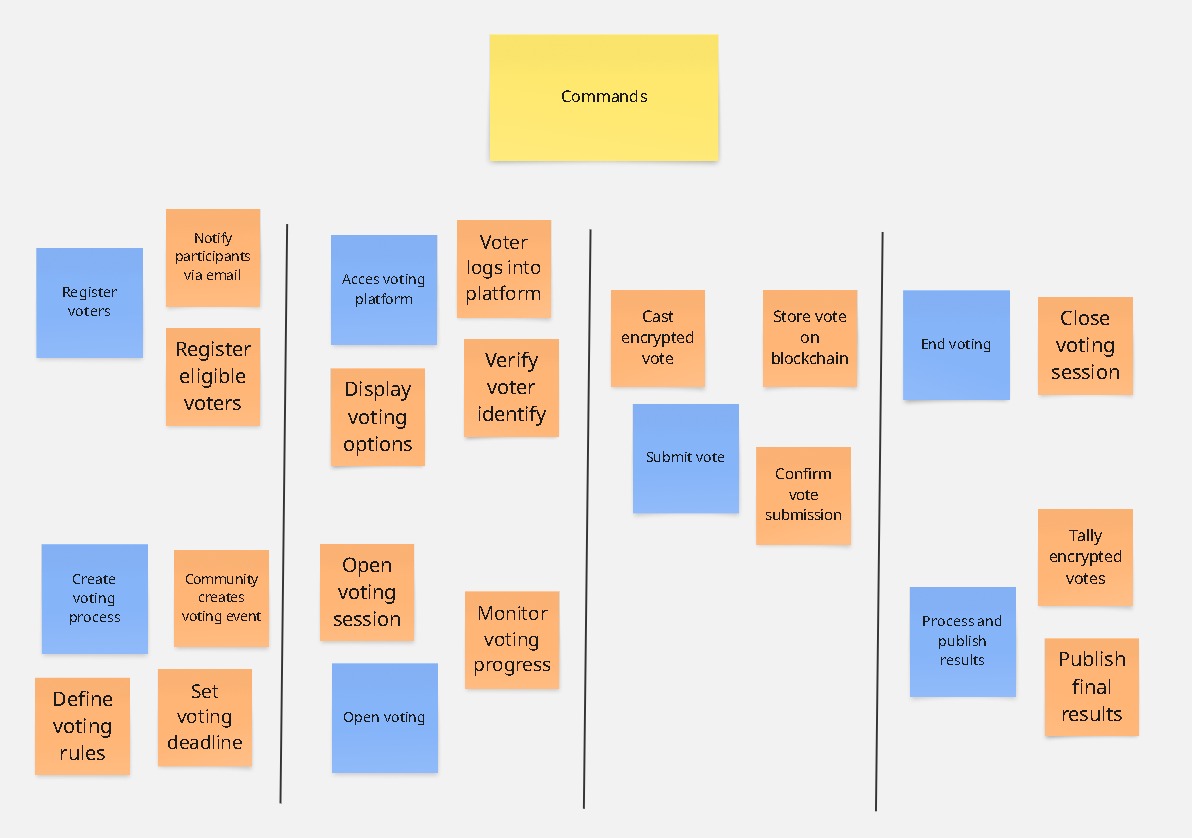 Commands
Notify
participants
via email
Register
voters
Register
eligible
voters
Create
voting
process
Community
creates
voting event
Define
voting
rules
Set
voting
deadline
Acces voting
platform
Voter
logs into
platform
Display
voting
options
Verify
voter
identify
Open
voting
session
Monitor
voting
progress
Open voting
Cast
encrypted
vote
Store vote
on
blockchain
Submit vote
Confirm
vote
submission
End voting
Close
voting
session
Tally
encrypted
votes
Process and
publish
results
Publish
final
results